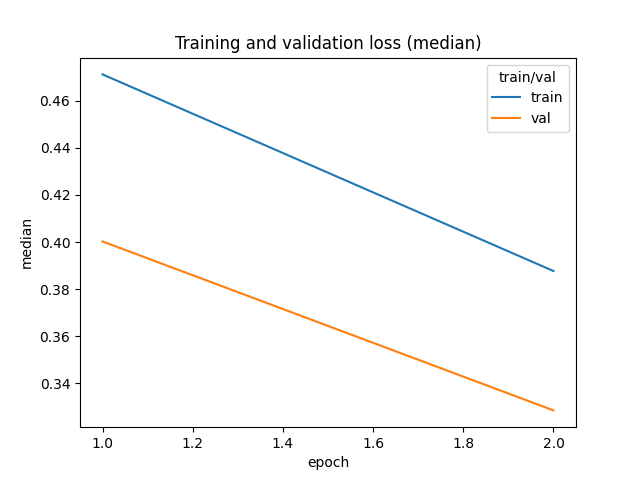 Training and validation loss (median)
train/val
train
val
median
0.46
0.44
0.42
0.40
0.38
0.36
0.34
1.0
1.2
1.4
1.6
1.8
2.0
epoch